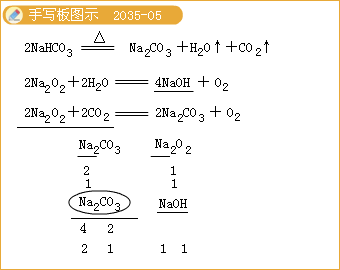 手写板图示 2035-05
2NaHCO₃ ══△══ Na₂CO₃+H₂O↑+CO₂↑
2Na₂O₂+2H₂O ═══ 4NaOH+O₂
2Na₂O₂+2CO₂ ═══ 2Na₂CO₃+O₂
Na₂CO₃ Na₂O₂
2 1
1 1
Na₂CO₃ NaOH
4 2
2 1 1 1